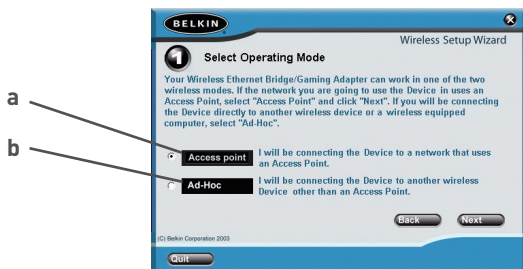 BELKIN
Wireless Setup Wizard
1 Select Operating Mode
Your Wireless Ethernet Bridge/Gaming Adapter can work in one of the two
wireless modes. If the network you are going to use the Device in uses an
Access Point, select "Access Point" and click "Next". If you will be connecting
the Device directly to another wireless device or a wireless equipped
computer, select "Ad-Hoc".
a
Access point I will be connecting the Device to a network that uses
an Access Point.
b
Ad-Hoc I will be connecting the Device to another wireless
Device other than an Access Point.
Back Next
(C) Belkin Corporation 2003
Quit